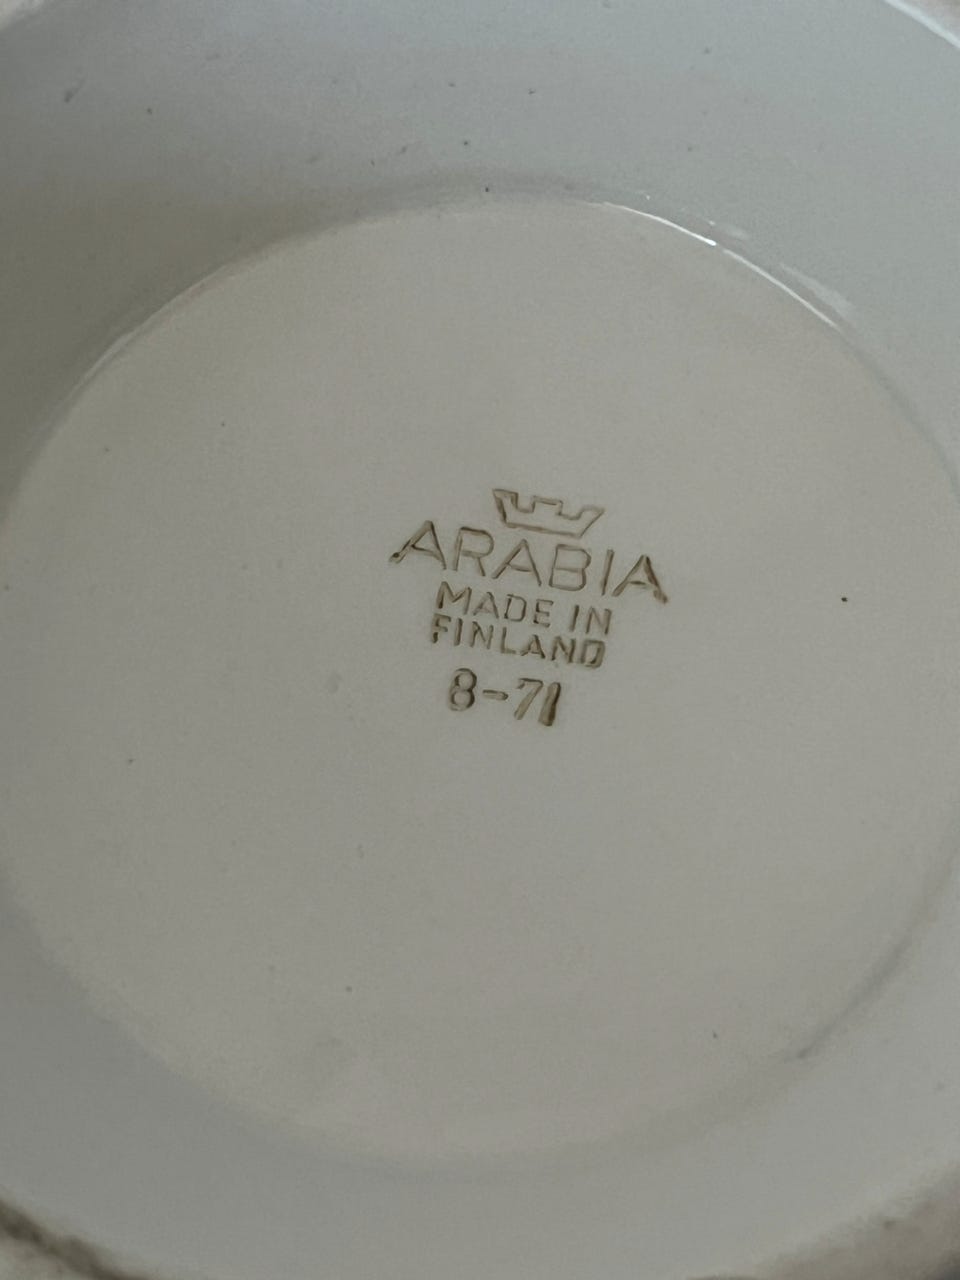 ARABIA
MADE IN
FINLAND
8-71